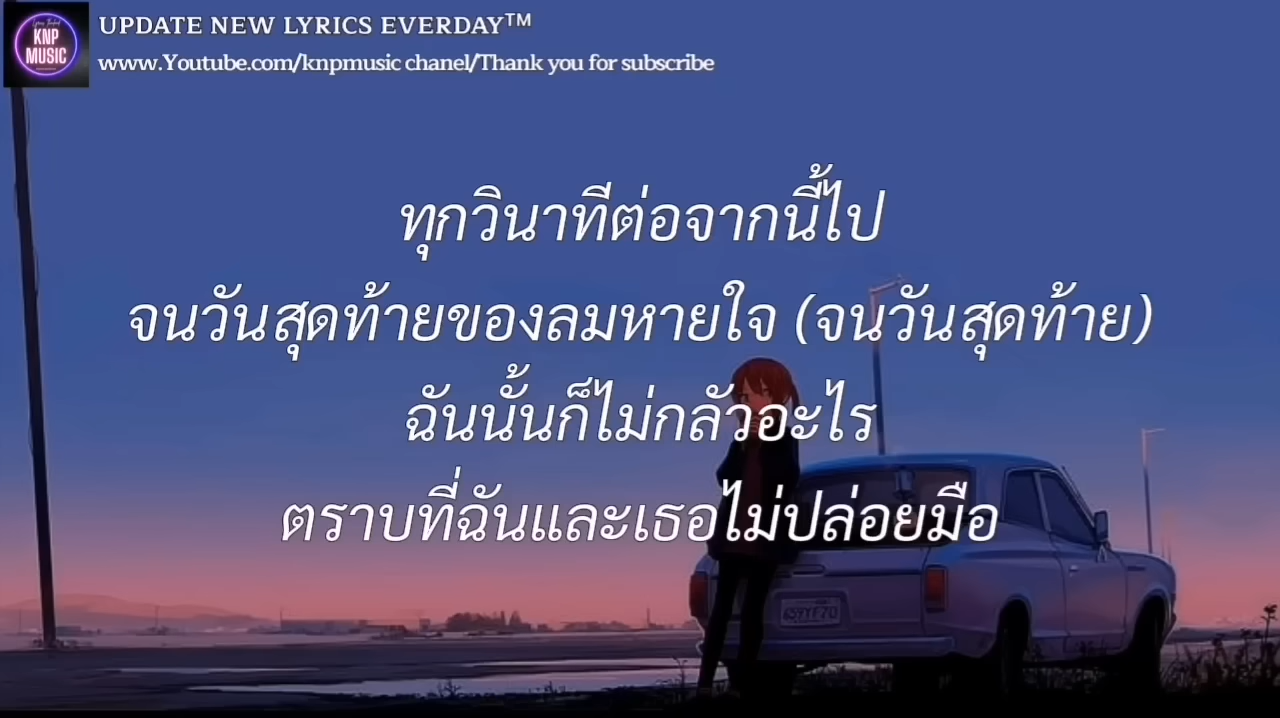 KNP
MUSIC
UPDATE NEW LYRICS EVERDAY™
www.Youtube.com/knpmusic chanel/Thank you for subscribe
ทุกวินาทีต่อจากนี้ไป
จนวันสุดท้ายของลมหายใจ (จนวันสุดท้าย)
ฉันนั้นก็ไม่กลัวอะไร
ตราบที่ฉันและเธอไม่ปล่อยมือ